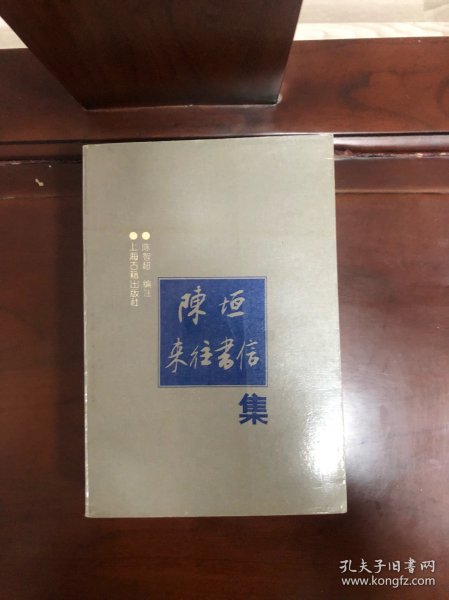 陳垣
来往書信
集
陈智超 编注
上海古籍出版社
孔夫子旧书网
www.kongfz.com